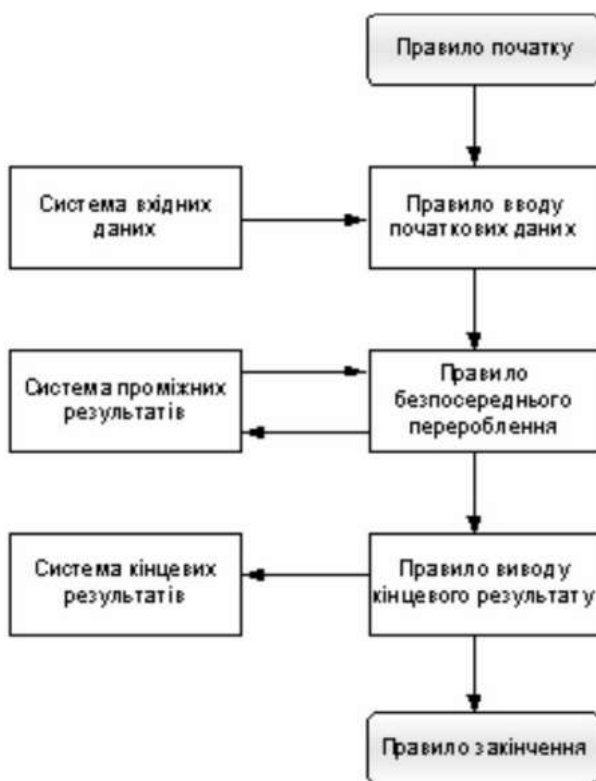 Правило початку
Система вхідних
даних
Правило вводу
початкових даних
Система проміжних
результатів
Правило
безпосереднього
перероблення
Система кінцевих
результатів
Правило виводу
кінцевого результату
Правило закінчення